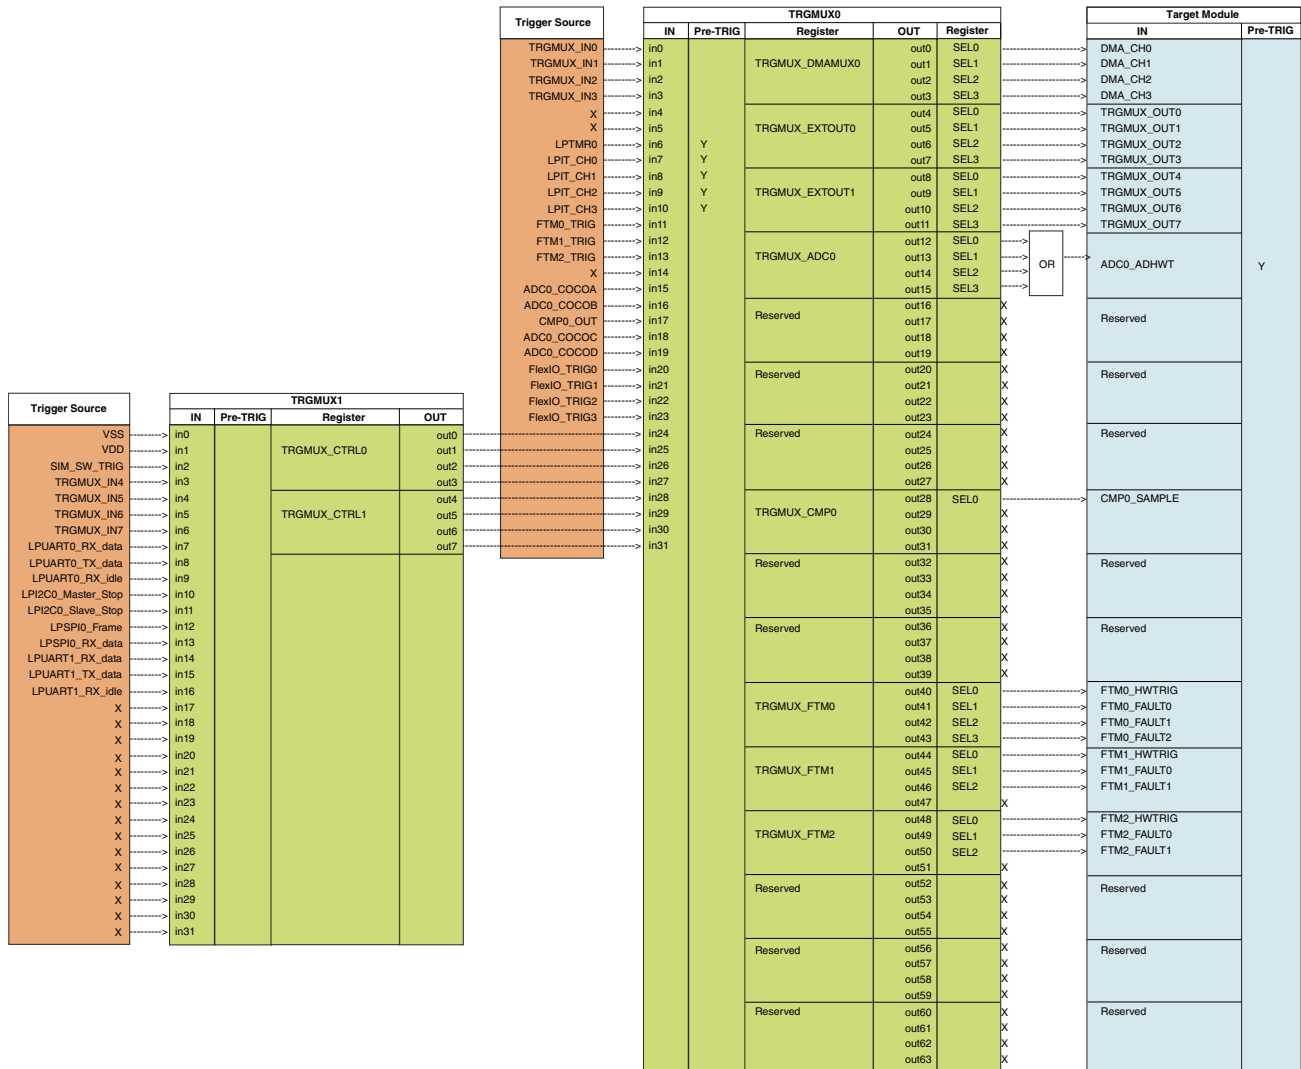 Trigger Source
TRGMUX0
Target Module
IN Pre-TRIG Register OUT Register
IN Pre-TRIG
TRGMUX_IN0 in0 out0 SEL0 DMA_CH0
TRGMUX_IN1 in1 TRGMUX_DMAMUX0 out1 SEL1 DMA_CH1
TRGMUX_IN2 in2 out2 SEL2 DMA_CH2
TRGMUX_IN3 in3 out3 SEL3 DMA_CH3
X in4 out4 SEL0 TRGMUX_OUT0
X in5 TRGMUX_EXTOUT0 out5 SEL1 TRGMUX_OUT1
LPTMR0 in6 Y out6 SEL2 TRGMUX_OUT2
LPIT_CH0 in7 Y out7 SEL3 TRGMUX_OUT3
LPIT_CH1 in8 Y out8 SEL0 TRGMUX_OUT4
LPIT_CH2 in9 Y TRGMUX_EXTOUT1 out9 SEL1 TRGMUX_OUT5
LPIT_CH3 in10 Y out10 SEL2 TRGMUX_OUT6
FTM0_TRIG in11 out11 SEL3 TRGMUX_OUT7
FTM1_TRIG in12 out12 SEL0
FTM2_TRIG in13 TRGMUX_ADC0 out13 SEL1 OR ADC0_ADHWT Y
X in14 out14 SEL2
ADC0_COCOA in15 out15 SEL3
ADC0_COCOB in16 out16 X
CMP0_OUT in17 Reserved out17 X Reserved
ADC0_COCOC in18 out18 X
ADC0_COCOD in19 out19 X
FlexIO_TRIG0 in20 Reserved out20 X Reserved
FlexIO_TRIG1 in21 out21 X
FlexIO_TRIG2 in22 out22 X
FlexIO_TRIG3 in23 out23 X
in24 Reserved out24 X Reserved
in25 out25 X
in26 out26 X
in27 out27 X
in28 out28 SEL0 CMP0_SAMPLE
in29 TRGMUX_CMP0 out29 X
in30 out30 X
in31 out31 X
Reserved out32 X Reserved
out33 X
out34 X
out35 X
Reserved out36 X Reserved
out37 X
out38 X
out39 X
out40 SEL0 FTM0_HWTRIG
TRGMUX_FTM0 out41 SEL1 FTM0_FAULT0
out42 SEL2 FTM0_FAULT1
out43 SEL3 FTM0_FAULT2
out44 SEL0 FTM1_HWTRIG
TRGMUX_FTM1 out45 SEL1 FTM1_FAULT0
out46 SEL2 FTM1_FAULT1
out47 X
out48 SEL0 FTM2_HWTRIG
TRGMUX_FTM2 out49 SEL1 FTM2_FAULT0
out50 SEL2 FTM2_FAULT1
out51 X
Reserved out52 X Reserved
out53 X
out54 X
out55 X
Reserved out56 X Reserved
out57 X
out58 X
out59 X
Reserved out60 X Reserved
out61 X
out62 X
out63 X
Trigger Source
TRGMUX1
IN Pre-TRIG Register OUT
VSS in0 out0
VDD in1 TRGMUX_CTRL0 out1
SIM_SW_TRIG in2 out2
TRGMUX_IN4 in3 out3
TRGMUX_IN5 in4 out4
TRGMUX_IN6 in5 TRGMUX_CTRL1 out5
TRGMUX_IN7 in6 out6
LPUART0_RX_data in7 out7
LPUART0_TX_data in8
LPUART0_RX_idle in9
LPI2C0_Master_Stop in10
LPI2C0_Slave_Stop in11
LPSPI0_Frame in12
LPSPI0_RX_data in13
LPUART1_RX_data in14
LPUART1_TX_data in15
LPUART1_RX_idle in16
X in17
X in18
X in19
X in20
X in21
X in22
X in23
X in24
X in25
X in26
X in27
X in28
X in29
X in30
X in31